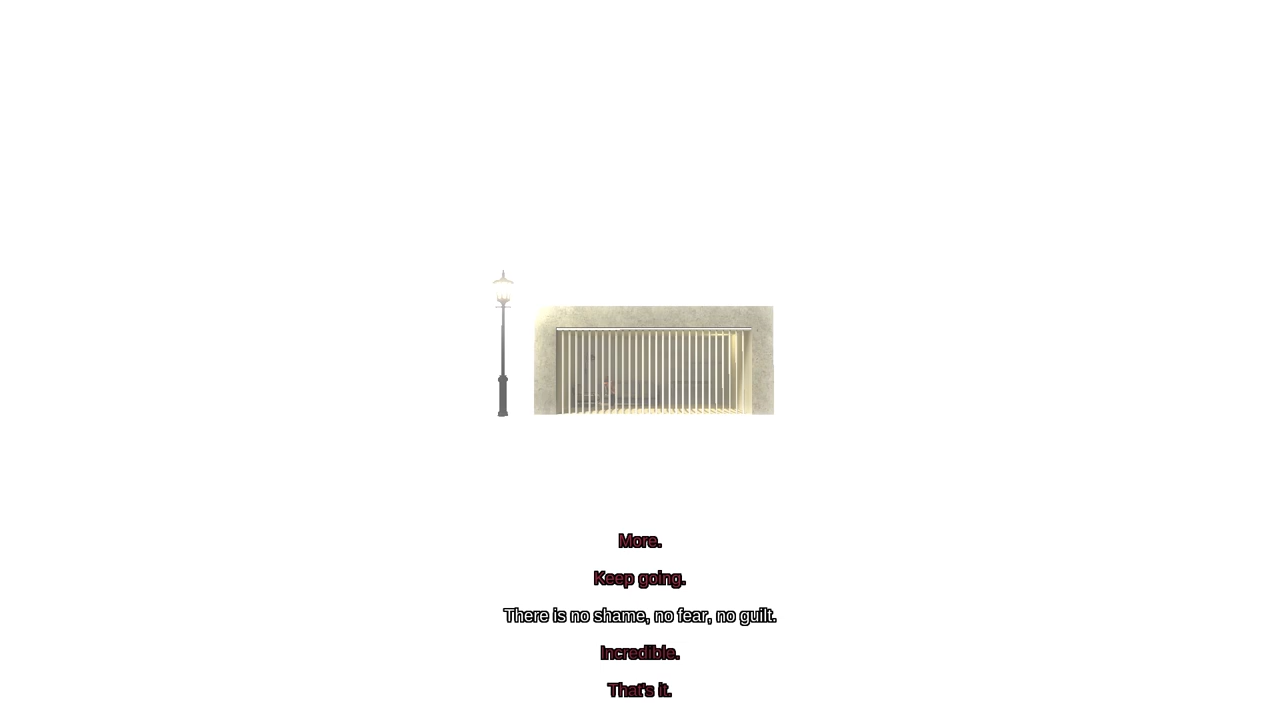 More.
Keep going.
There is no shame, no fear, no guilt.
Incredible.
That's it.